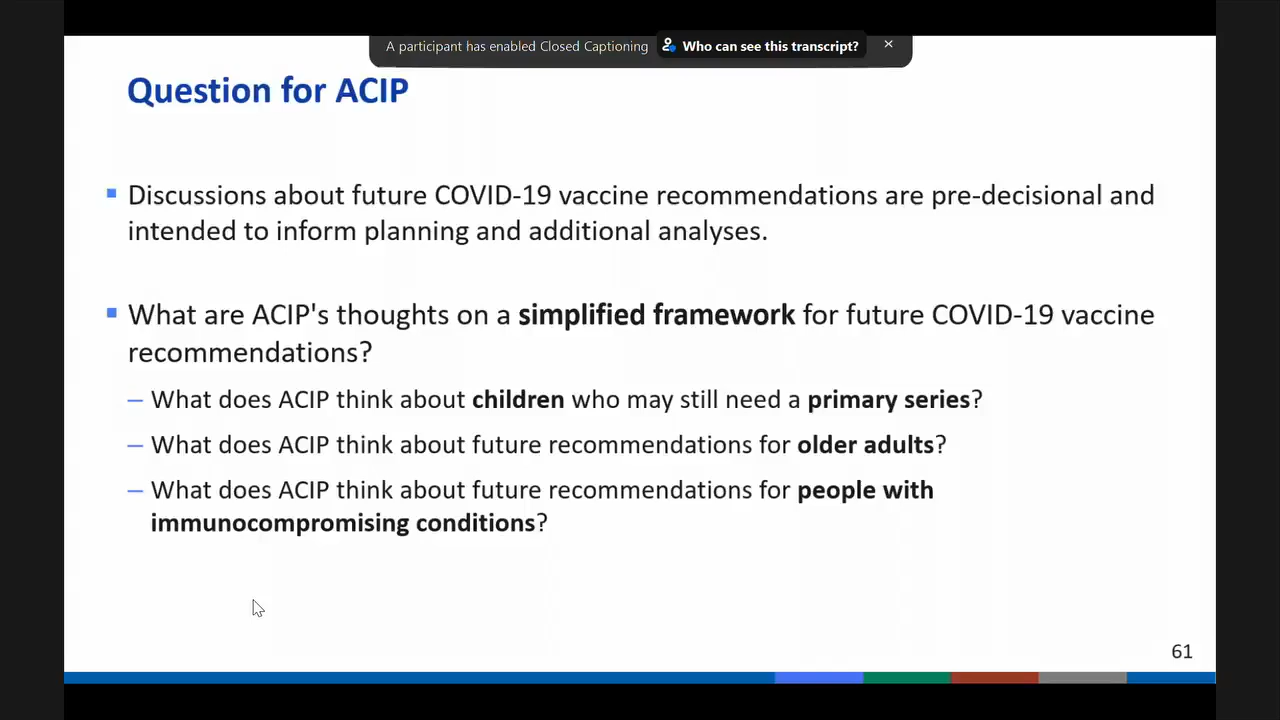 A participant has enabled Closed Captioning Who can see this transcript?
Question for ACIP
Discussions about future COVID-19 vaccine recommendations are pre-decisional and
intended to inform planning and additional analyses.
What are ACIP's thoughts on a simplified framework for future COVID-19 vaccine
recommendations?
– What does ACIP think about children who may still need a primary series?
– What does ACIP think about future recommendations for older adults?
– What does ACIP think about future recommendations for people with
immunocompromising conditions?
61